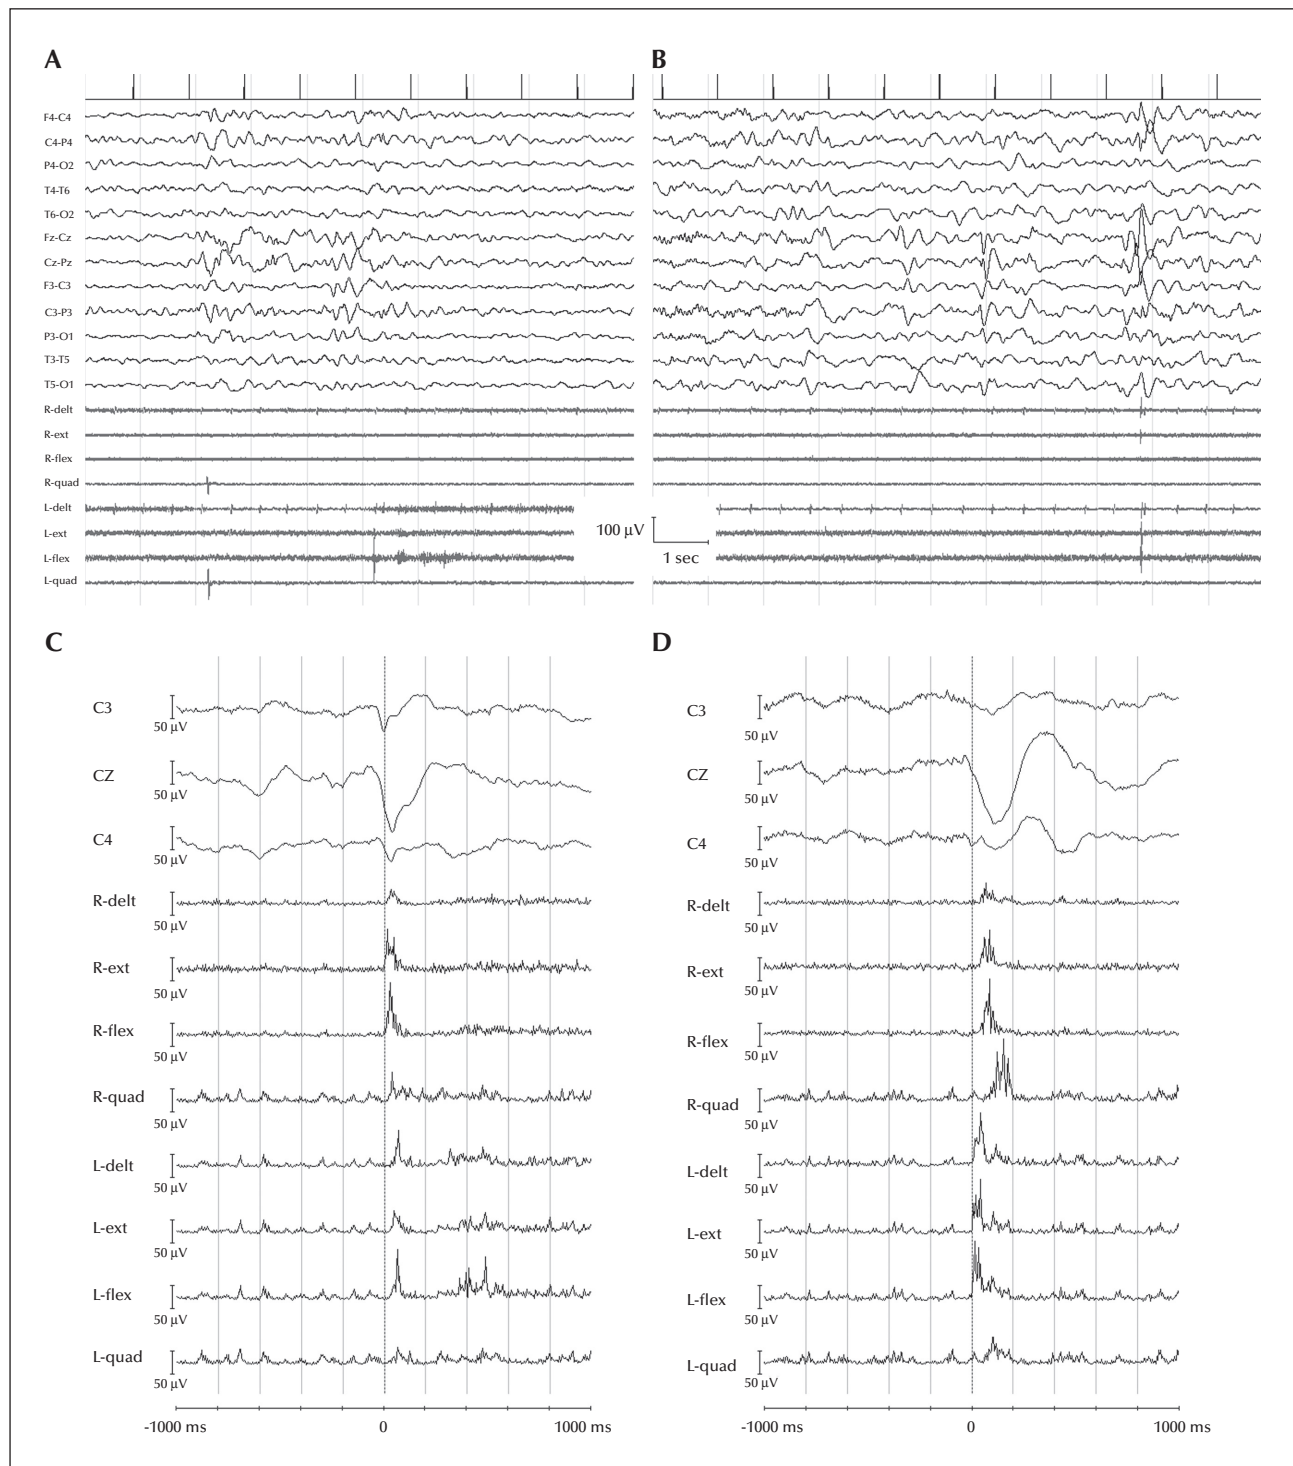 A
B
F4-C4
C4-P4
P4-O2
T4-T6
T6-O2
Fz-Cz
Cz-Pz
F3-C3
C3-P3
P3-O1
T3-T5
T5-O1
R-delt
R-ext
R-flex
R-quad
L-delt
L-ext
L-flex
L-quad
100 µV
1 sec
C
C3
50 µV
CZ
50 µV
C4
50 µV
R-delt
50 µV
R-ext
50 µV
R-flex
50 µV
R-quad
50 µV
L-delt
50 µV
L-ext
50 µV
L-flex
50 µV
L-quad
50 µV
-1000 ms 0 1000 ms
D
C3
50 µV
CZ
50 µV
C4
50 µV
R-delt
50 µV
R-ext
50 µV
R-flex
50 µV
R-quad
50 µV
L-delt
50 µV
L-ext
50 µV
L-flex
50 µV
L-quad
50 µV
-1000 ms 0 1000 ms